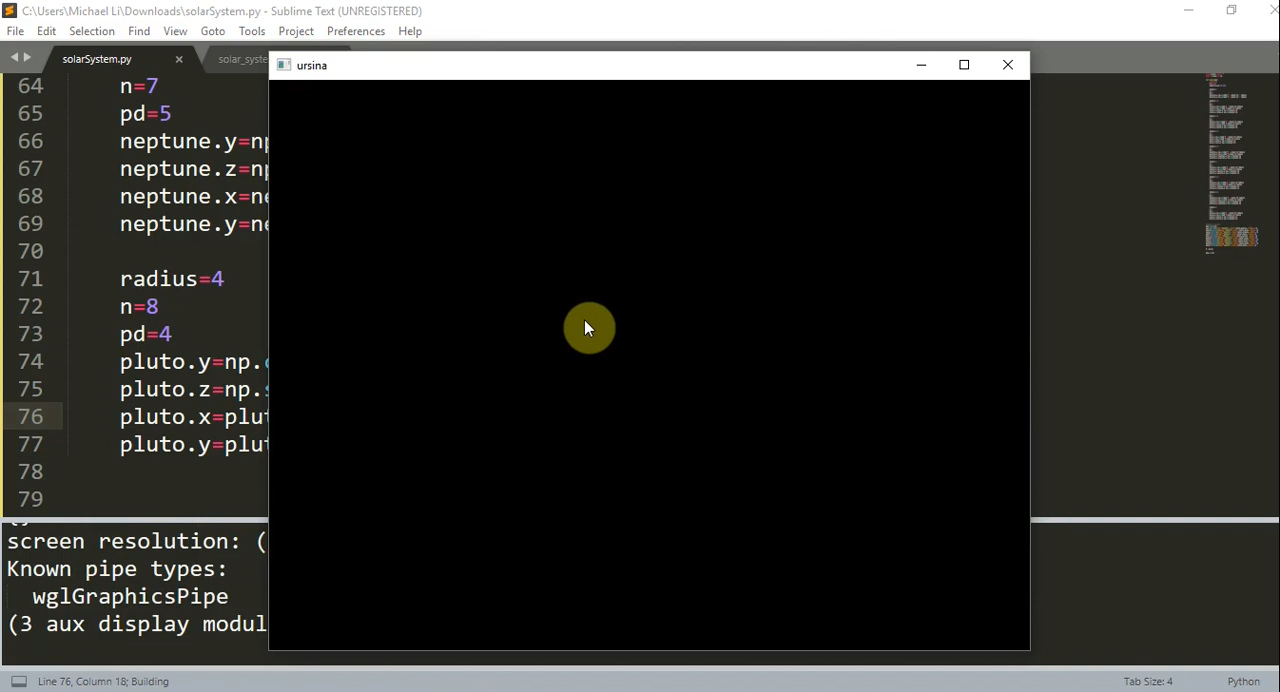 C:\Users\Michael Li\Downloads\solarSystem.py - Sublime Text (UNREGISTERED)
File Edit Selection View Find View Goto Tools Project Preferences Help
solarSystem.py × solar_syste
ursina
64 n=7
65 pd=5
66 neptune.y=np
67 neptune.z=np
68 neptune.x=ne
69 neptune.y=ne
70
71 radius=4
72 n=8
73 pd=4
74 pluto.y=np.
75 pluto.z=np.
76 pluto.x=plut
77 pluto.y=plut
78
79
screen resolution: (
Known pipe types:
wglGraphicsPipe
(3 aux display modul
Line 76, Column 18; Building Tab Size: 4 Python